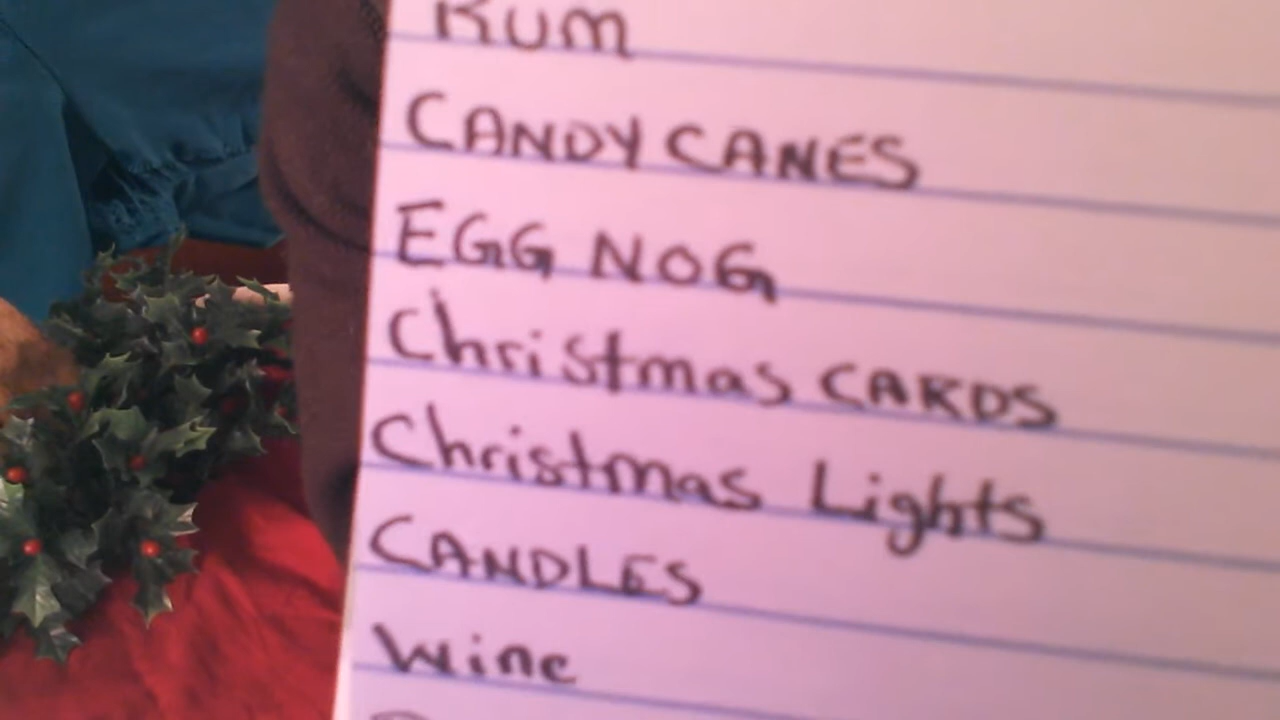 RUM
CANDY CANES
EGG NOG
Christmas CARDS
Christmas Lights
CANDLES
Wine